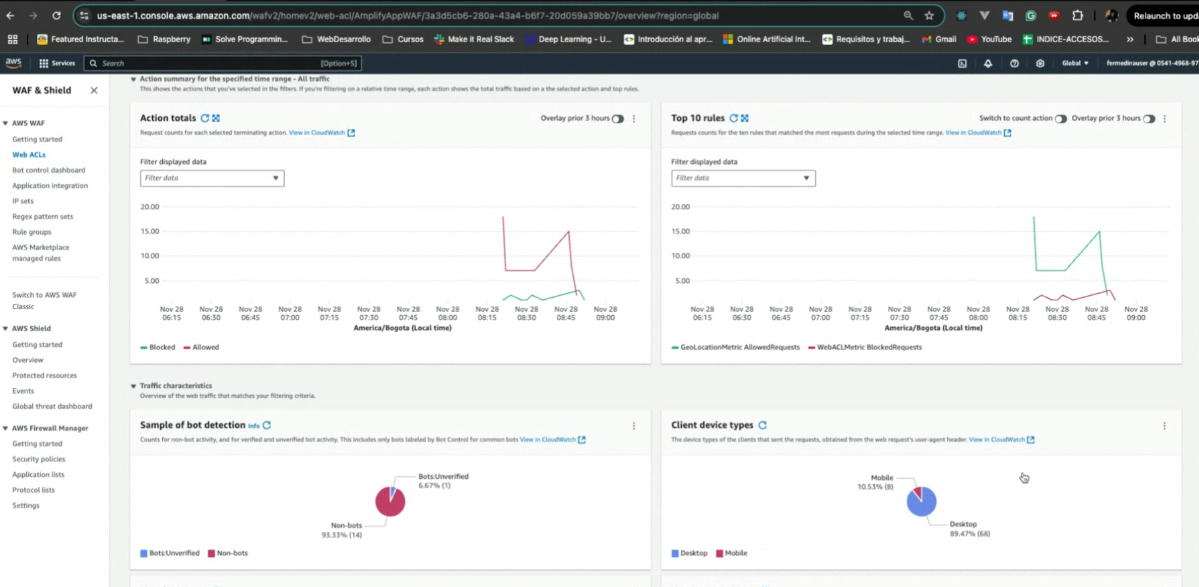 us-east-1.console.aws.amazon.com/wafv2/homev2/web-acl/AmplifyAppWAF/3a3d5cb6-280a-43a4-b6f7-20d059a39bb7/overview?region=global
Relaunch to upd
Featured Instructa...
Raspberry
Solve Programmin...
WebDesarrollo
Cursos
Make it Real Slack
Deep Learning - U...
Introducción al apr...
Online Artificial Int...
Requisitos y trabaj...
Gmail
YouTube
INDICE-ACCESOS...
»
All Book
aws
Services
Search
[Option+S]
Global
fermedinauser @ 0541-4968-97
WAF & Shield
AWS WAF
Getting started
Web ACLs
Bot control dashboard
Application integration
IP sets
Regex pattern sets
Rule groups
AWS Marketplace
managed rules
Switch to AWS WAF
Classic
AWS Shield
Getting started
Overview
Protected resources
Events
Global threat dashboard
AWS Firewall Manager
Getting started
Security policies
Application lists
Protocol lists
Settings
Action summary for the specified time range - All traffic
This shows the actions that you've selected in the filters. If you're filtering on a relative time range, each action shows the total traffic based on the a selected action and top rules.
Action totals
Overlay prior 3 hours
Request counts for each selected terminating action. View in CloudWatch
Filter displayed data
Filter data
20.00
15.00
10.00
5.00
Nov 28 Nov 28 Nov 28 Nov 28 Nov 28 Nov 28 Nov 28 Nov 28 Nov 28 Nov 28 Nov 28 Nov 28
06:15 06:30 06:45 07:00 07:15 07:30 07:45 08:00 08:15 08:30 08:45 09:00
America/Bogota (Local time)
Blocked Allowed
Top 10 rules
Switch to count action
Overlay prior 3 hours
Requests counts for the ten rules that matched the most requests during the selected time range. View in CloudWatch
Filter displayed data
Filter data
20.00
15.00
10.00
5.00
Nov 28 Nov 28 Nov 28 Nov 28 Nov 28 Nov 28 Nov 28 Nov 28 Nov 28 Nov 28 Nov 28 Nov 28
06:15 06:30 06:45 07:00 07:15 07:30 07:45 08:00 08:15 08:30 08:45 09:00
America/Bogota (Local time)
GeoLocationMetric AllowedRequests WebACLMetric BlockedRequests
Traffic characteristics
Overview of the web traffic that matches your filtering criteria.
Sample of bot detection Info
Counts for non-bot activity, and for verified and unverified bot activity. This includes only bots labeled by Bot Control for common bots View in CloudWatch
Bots:Unverified
6.67% (1)
Non-bots
93.33% (14)
Bots:Unverified Non-bots
Client device types
The device types of the clients that sent the requests, obtained from the web request's user-agent header. View in CloudWatch
Mobile
10.53% (8)
Desktop
89.47% (68)
Desktop Mobile